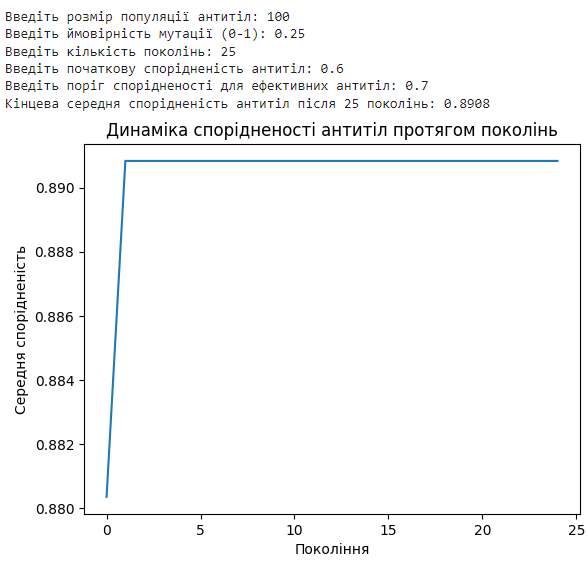 Введіть розмір популяції антитіл: 100
Введіть ймовірність мутації (0-1): 0.25
Введіть кількість поколінь: 25
Введіть початкову спорідненість антитіл: 0.6
Введіть поріг спорідненості для ефективних антитіл: 0.7
Кінцева середня спорідненість антитіл після 25 поколінь: 0.8908
Динаміка спорідненості антитіл протягом поколінь
0.890
0.888
0.886
0.884
0.882
0.880
Середня спорідненість
0 5 10 15 20 25
Покоління